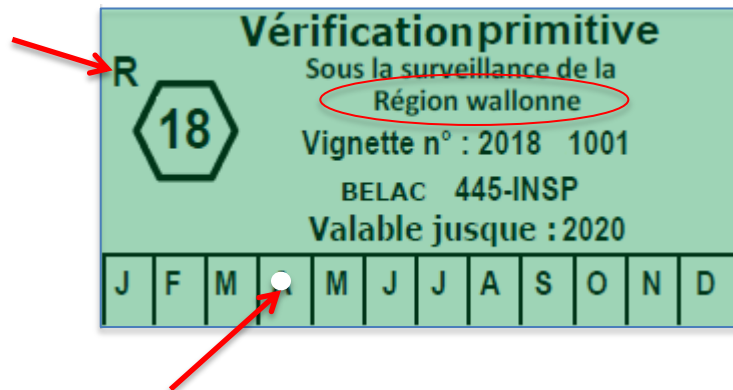 Vérification primitive
R
Sous la surveillance de la
Région wallonne
18
Vignette n° : 2018 1001
BELAC 445-INSP
Valable jusque : 2020
J F M M J J A S O N D